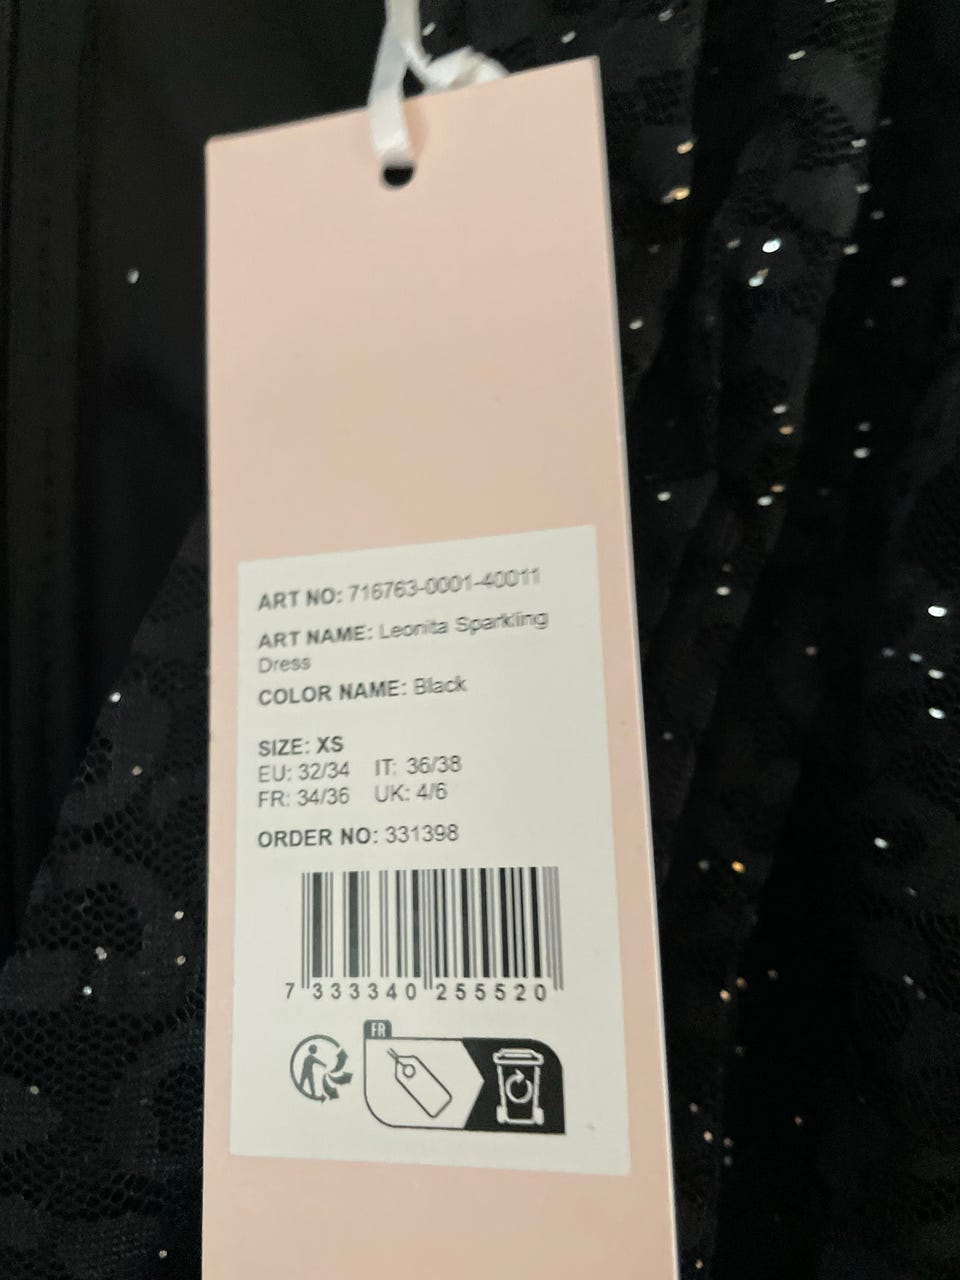 ART NO: 716763-0001-40011
ART NAME: Leonita Sparkling
Dress
COLOR NAME: Black
SIZE: XS
EU: 32/34 IT: 36/38
FR: 34/36 UK: 4/6
ORDER NO: 331398
7 333340 255520
FR